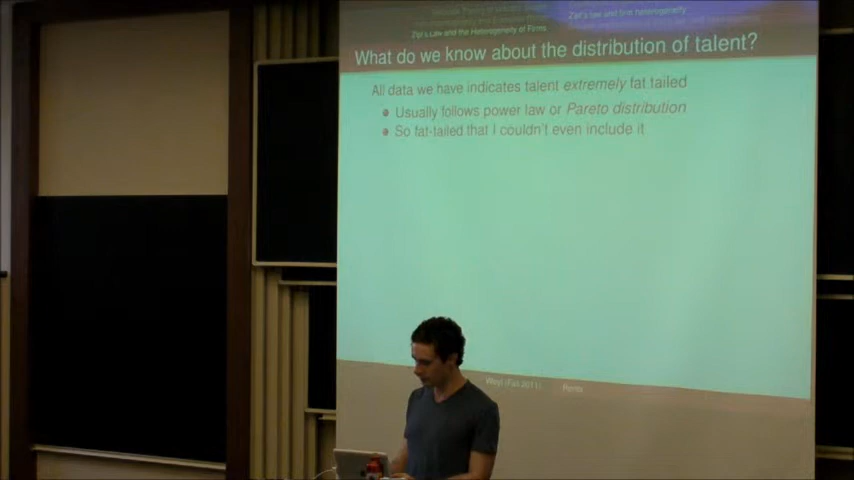 Zipf's Law and the Heterogeneity of Firms
Zipf's law and firm heterogeneity
What do we know about the distribution of talent?
All data we have indicates talent extremely fat tailed
Usually follows power law or Pareto distribution
So fat-tailed that I couldn't even include it
Weyl (Fall 2011)
Rents